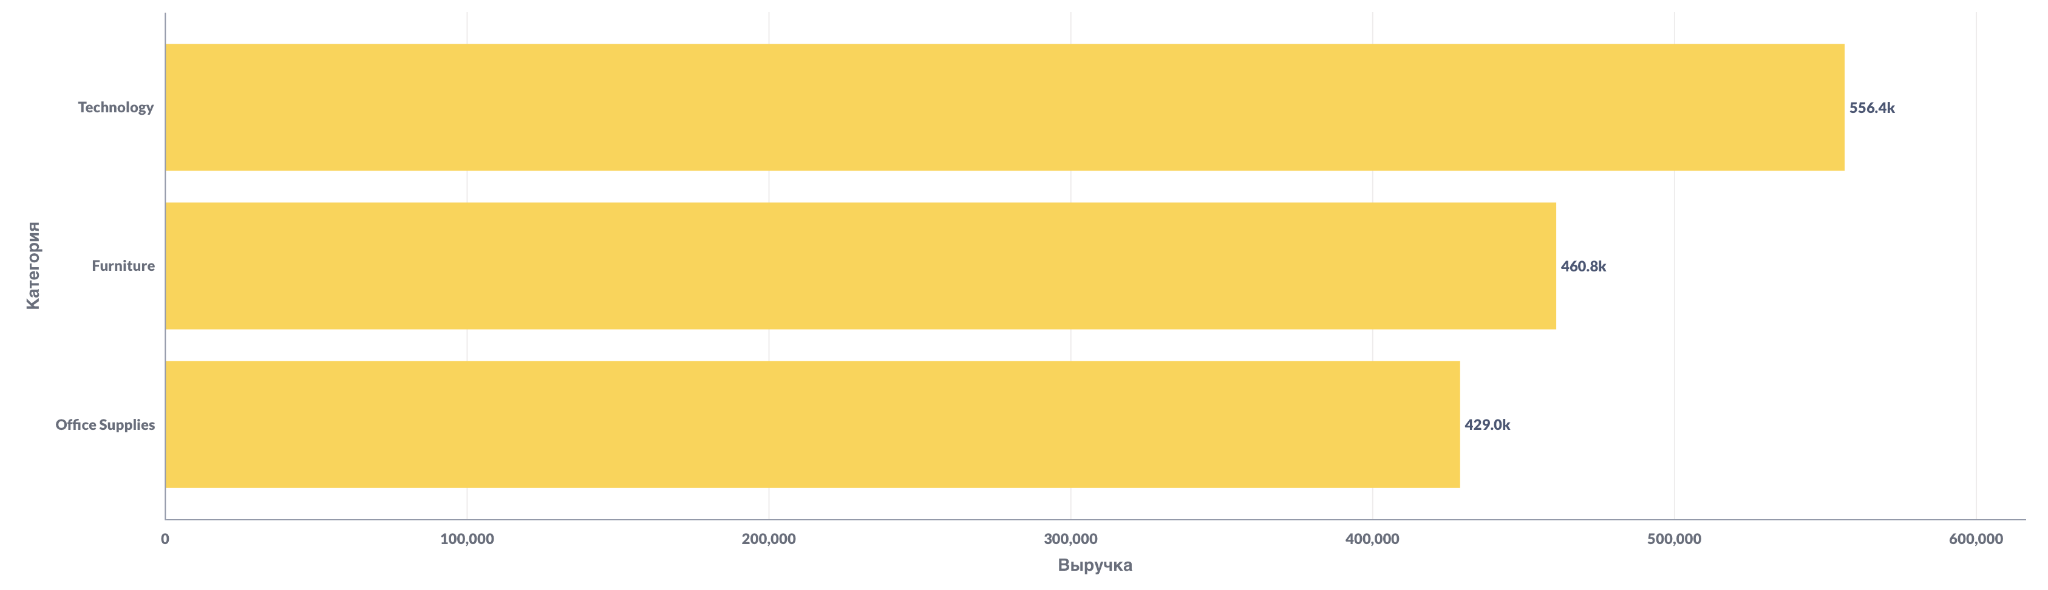 Technology
556.4k
Категория
Furniture
460.8k
Office Supplies
429.0k
0
100,000
200,000
300,000
400,000
500,000
600,000
Выручка